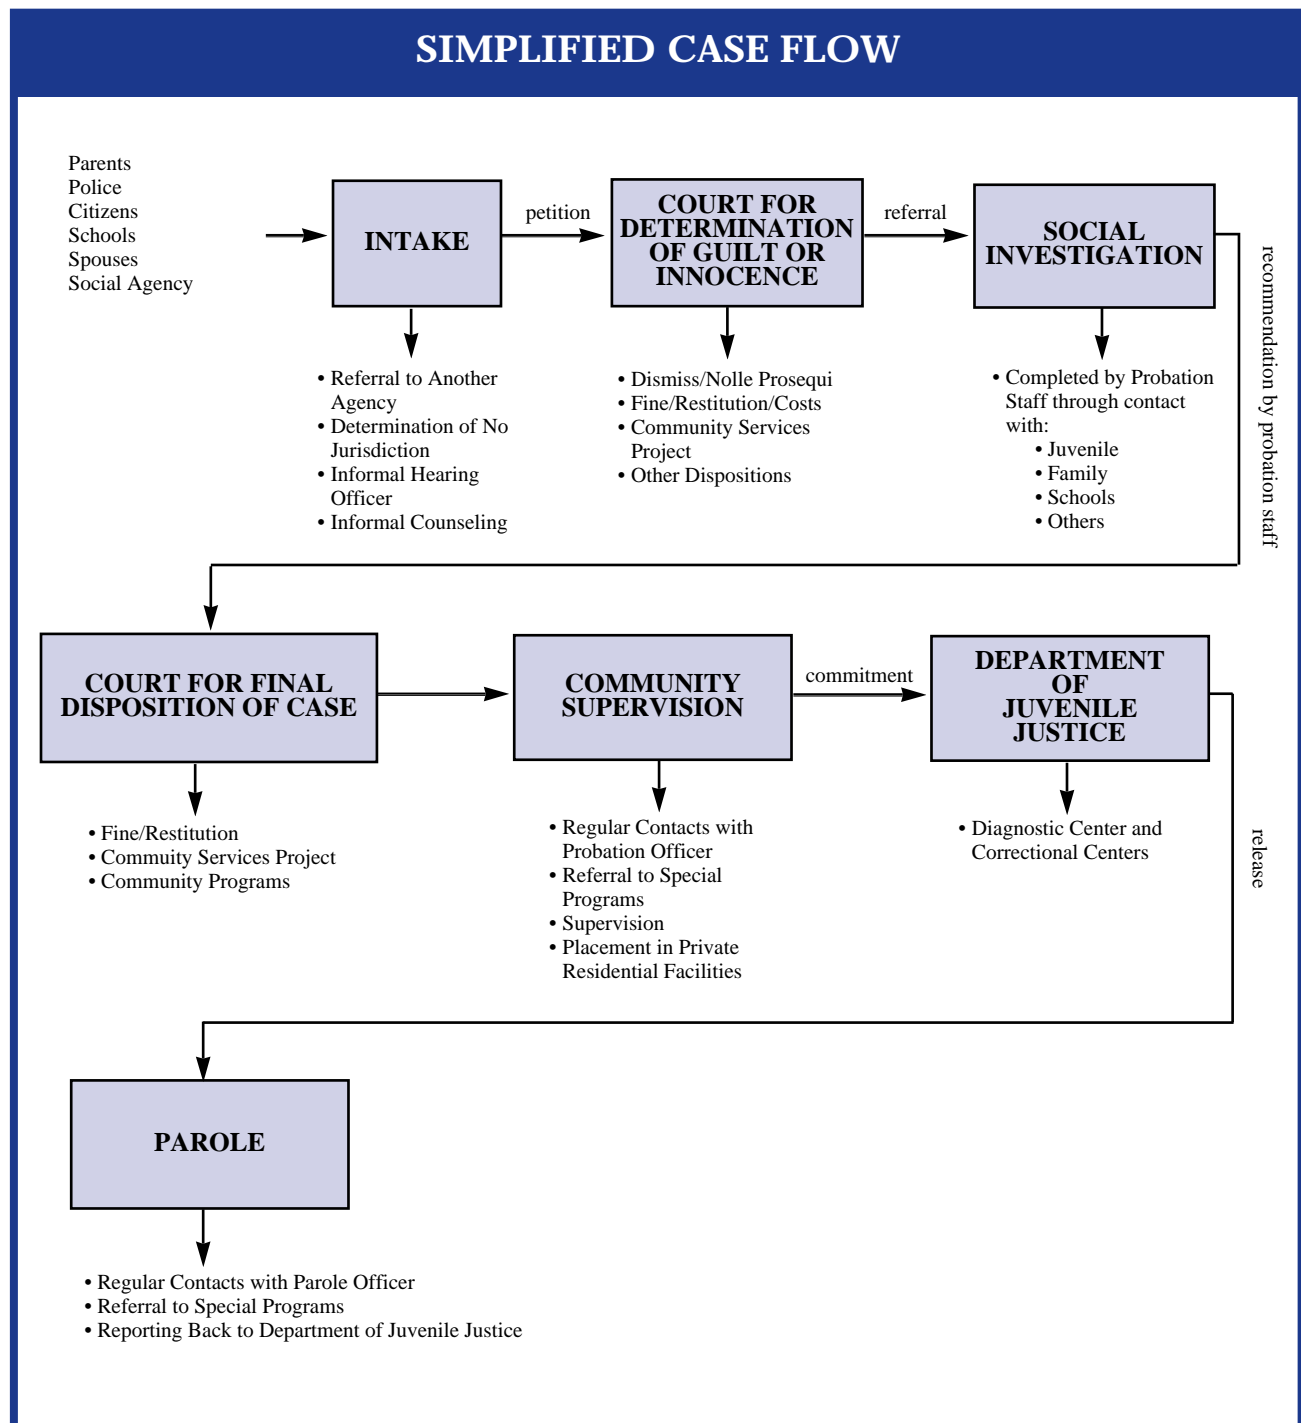 SIMPLIFIED CASE FLOW
Parents
Police
Citizens
Schools
Spouses
Social Agency
INTAKE
petition
COURT FOR
DETERMINATION
OF GUILT OR
INNOCENCE
referral
SOCIAL
INVESTIGATION
recommendation by probation staff
• Referral to Another
Agency
• Determination of No
Jurisdiction
• Informal Hearing
Officer
• Informal Counseling
• Dismiss/Nolle Prosequi
• Fine/Restitution/Costs
• Community Services
Project
• Other Dispositions
• Completed by Probation
Staff through contact
with:
• Juvenile
• Family
• Schools
• Others
COURT FOR FINAL
DISPOSITION OF CASE
COMMUNITY
SUPERVISION
commitment
DEPARTMENT
OF
JUVENILE
JUSTICE
release
• Fine/Restitution
• Commuity Services Project
• Community Programs
• Regular Contacts with
Probation Officer
• Referral to Special
Programs
• Supervision
• Placement in Private
Residential Facilities
• Diagnostic Center and
Correctional Centers
PAROLE
• Regular Contacts with Parole Officer
• Referral to Special Programs
• Reporting Back to Department of Juvenile Justice